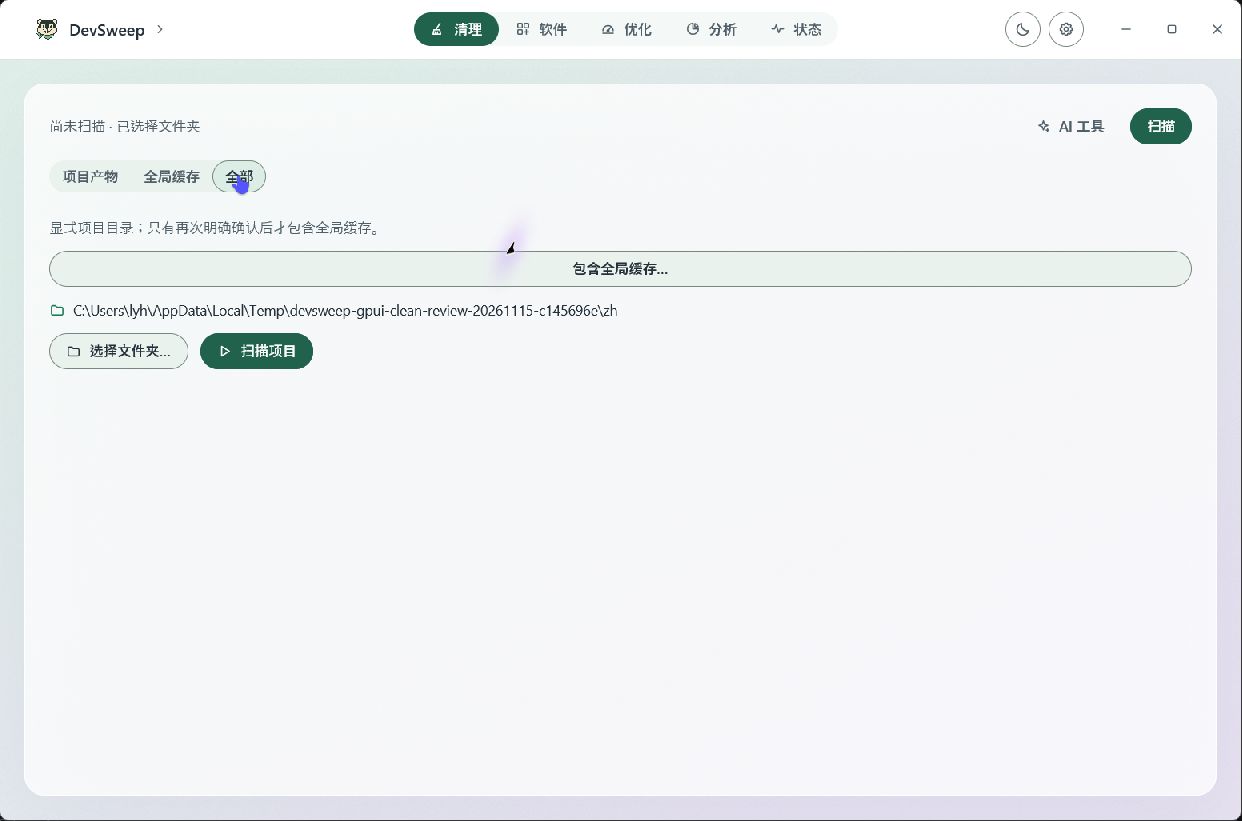 DevSweep
清理
软件
优化
分析
状态
尚未扫描 · 已选择文件夹
AI 工具
扫描
项目产物
全局缓存
全部
显式项目目录；只有再次明确确认后才包含全局缓存。
包含全局缓存...
C:\Users\lyh\AppData\Local\Temp\devsweep-gpui-clean-review-20261115-c145696e\zh
选择文件夹...
扫描项目